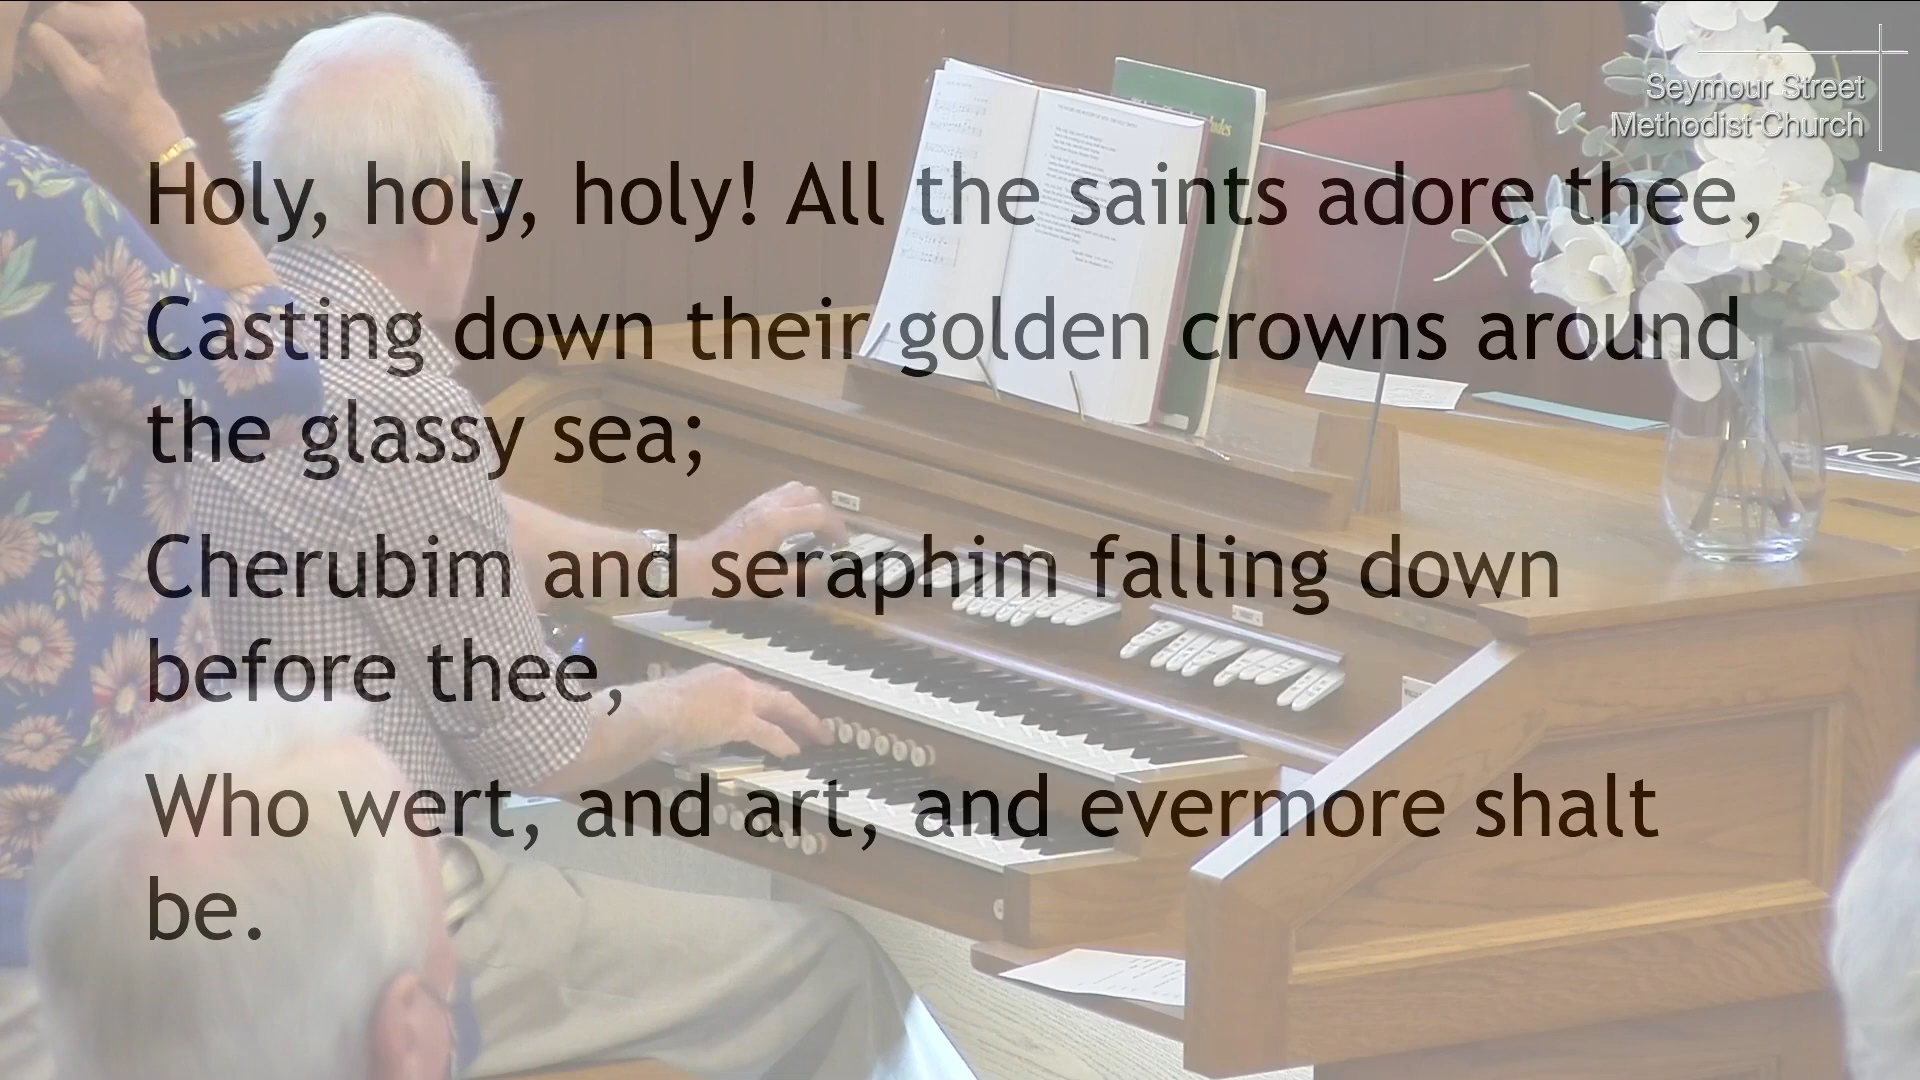 Seymour Street
Methodist Church
Holy, holy, holy! All the saints adore thee,
Casting down their golden crowns around
the glassy sea;
Cherubim and seraphim falling down
before thee,
Who wert, and art, and evermore shalt
be.